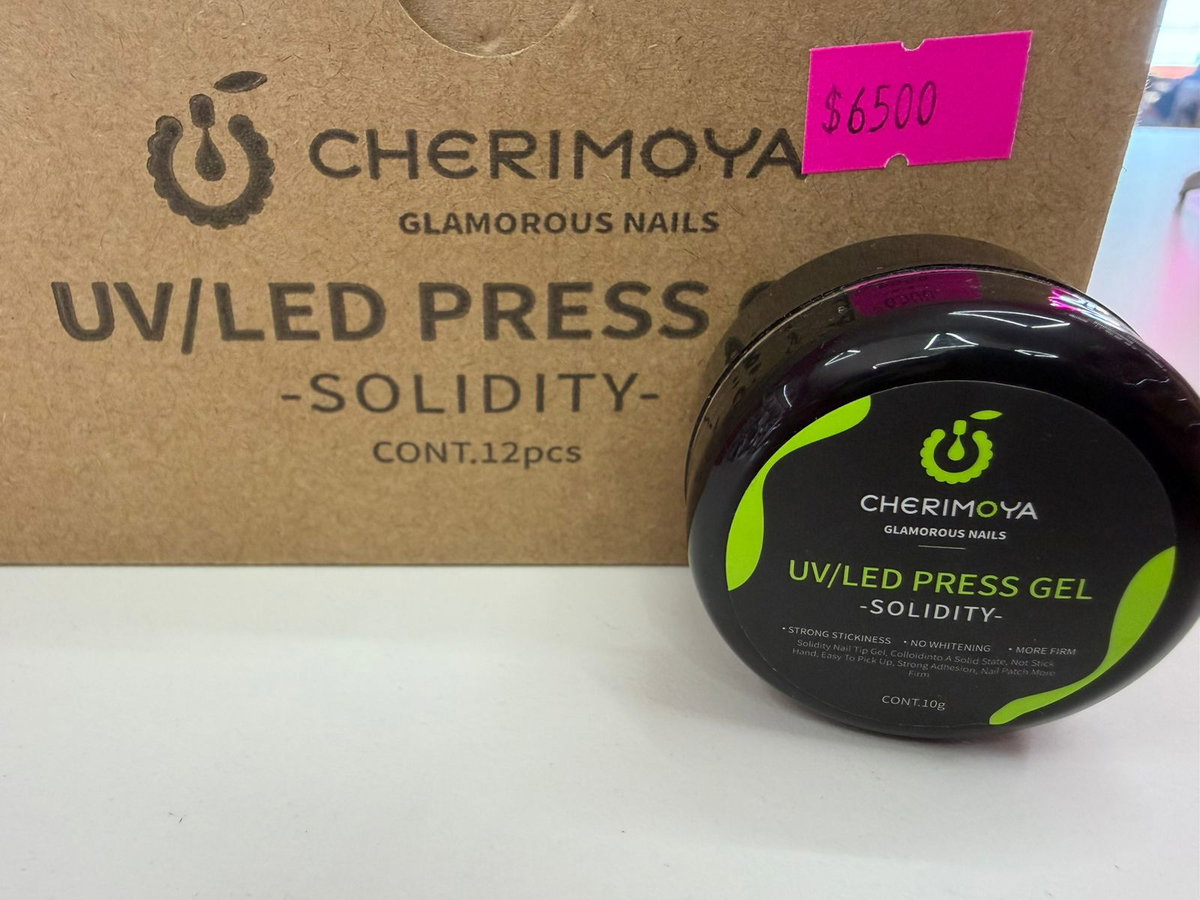 CHERIMOYA
$6500
GLAMOROUS NAILS
UV/LED PRESS
-SOLIDITY-
CONT.12pcs
CHERIMOYA
GLAMOROUS NAILS
UV/LED PRESS GEL
-SOLIDITY-
• STRONG STICKINESS • NO WHITENING • MORE FIRM
Solidity Nail Tip Gel, Colloidinto A Solid State, Not Stick
Hand, Easy To Pick Up, Strong Adhesion, Nail Patch More
Firm
CONT.10g